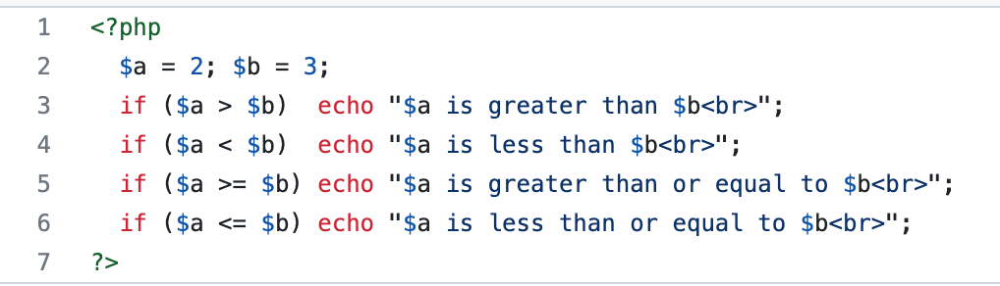 1 <?php
2 $a = 2; $b = 3;
3 if ($a > $b)  echo "$a is greater than $b<br>";
4 if ($a < $b)  echo "$a is less than $b<br>";
5 if ($a >= $b) echo "$a is greater than or equal to $b<br>";
6 if ($a <= $b) echo "$a is less than or equal to $b<br>";
7 ?>